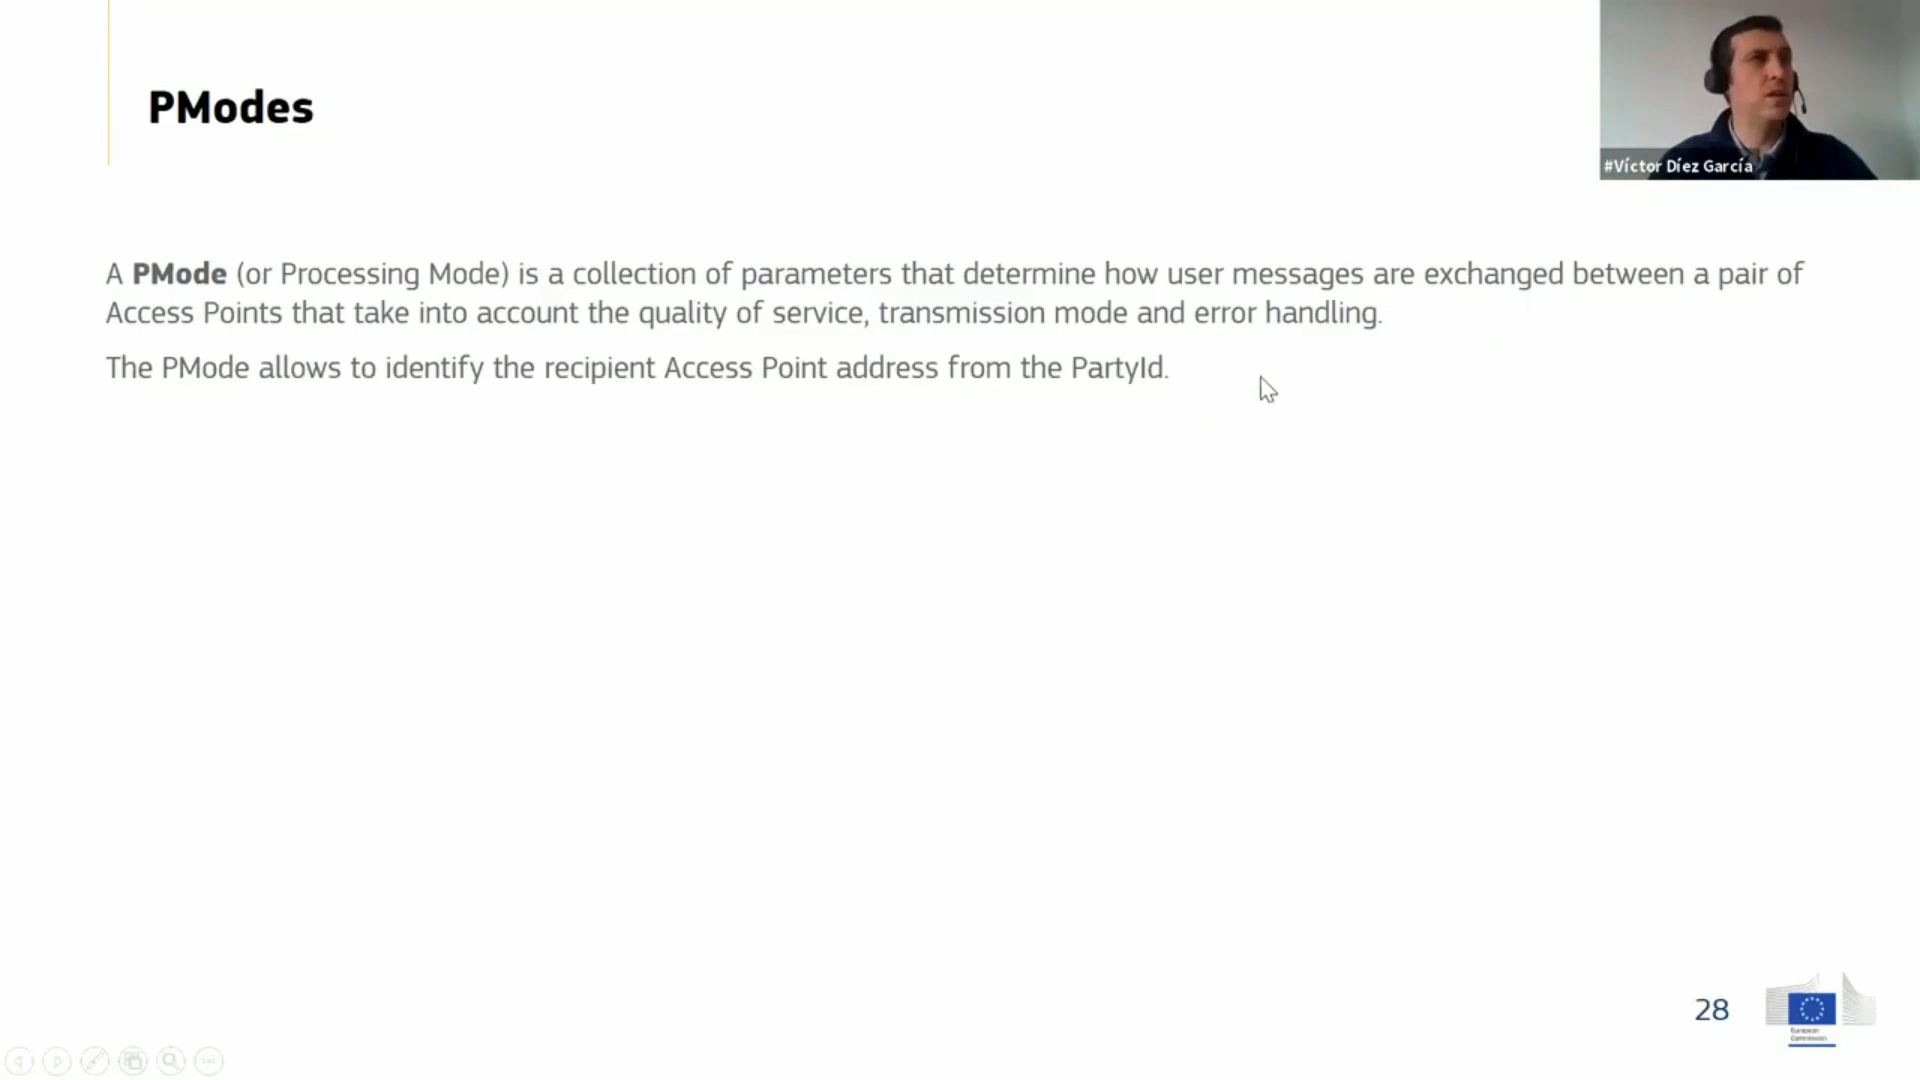 PModes
#Víctor Díez García
A PMode (or Processing Mode) is a collection of parameters that determine how user messages are exchanged between a pair of
Access Points that take into account the quality of service, transmission mode and error handling.
The PMode allows to identify the recipient Access Point address from the PartyId.
28
European
Commission